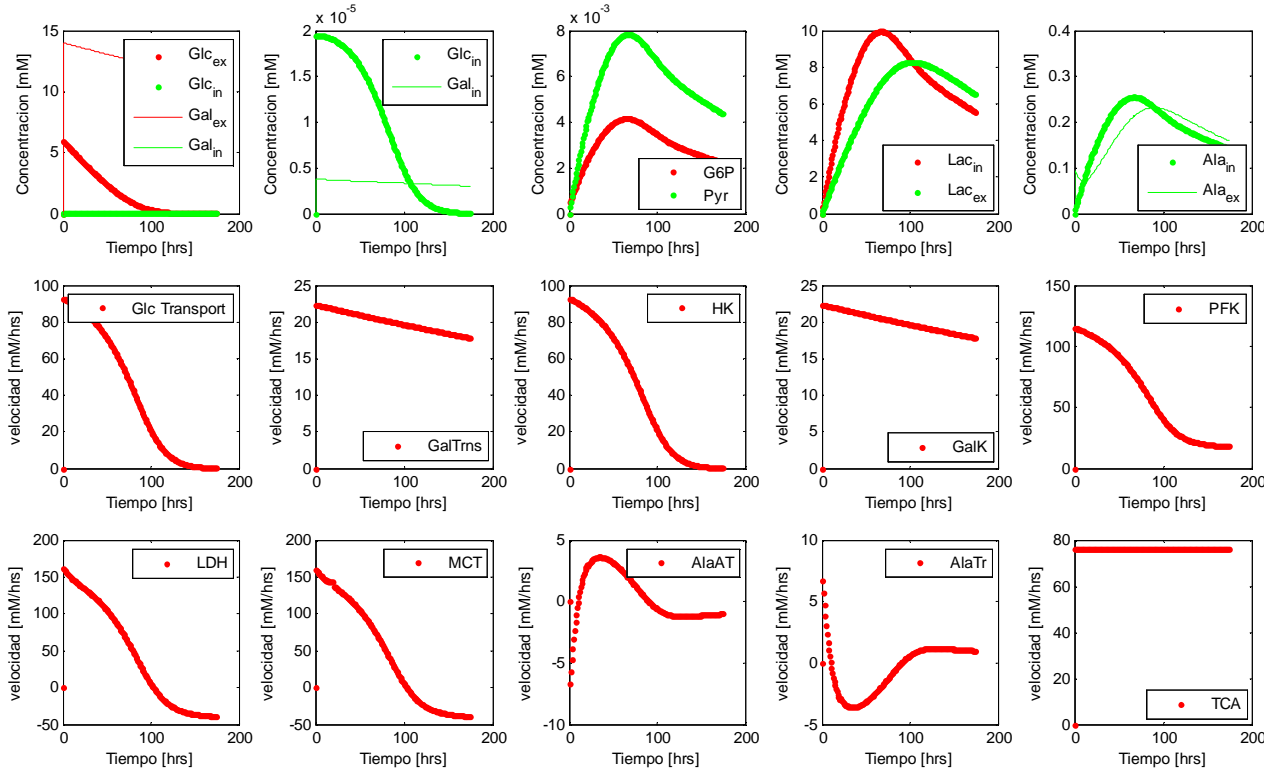 Concentracion [mM]
15
10
5
0
0 100 200
Tiempo [hrs]
Glc_ex
Glc_in
Gal_ex
Gal_in
x 10^-5
Concentracion [mM]
2
1.5
1
0.5
0
0 100 200
Tiempo [hrs]
Glc_in
Gal_in
x 10^-3
Concentracion [mM]
8
6
4
2
0
0 100 200
Tiempo [hrs]
G6P
Pyr
Concentracion [mM]
10
8
6
4
2
0
0 100 200
Tiempo [hrs]
Lac_in
Lac_ex
Concentracion [mM]
0.4
0.3
0.2
0.1
0
0 100 200
Tiempo [hrs]
Ala_in
Ala_ex
velocidad [mM/hrs]
100
80
60
40
20
0
0 100 200
Tiempo [hrs]
Glc Transport
velocidad [mM/hrs]
25
20
15
10
5
0
0 100 200
Tiempo [hrs]
GalTrns
velocidad [mM/hrs]
100
80
60
40
20
0
0 100 200
Tiempo [hrs]
HK
velocidad [mM/hrs]
25
20
15
10
5
0
0 100 200
Tiempo [hrs]
GalK
velocidad [mM/hrs]
150
100
50
0
0 100 200
Tiempo [hrs]
PFK
velocidad [mM/hrs]
200
150
100
50
0
-50
0 100 200
Tiempo [hrs]
LDH
velocidad [mM/hrs]
200
150
100
50
0
-50
0 100 200
Tiempo [hrs]
MCT
velocidad [mM/hrs]
5
0
-5
-10
0 100 200
Tiempo [hrs]
AlaAT
velocidad [mM/hrs]
10
5
0
-5
0 100 200
Tiempo [hrs]
AlaTr
velocidad [mM/hrs]
80
60
40
20
0
0 100 200
Tiempo [hrs]
TCA